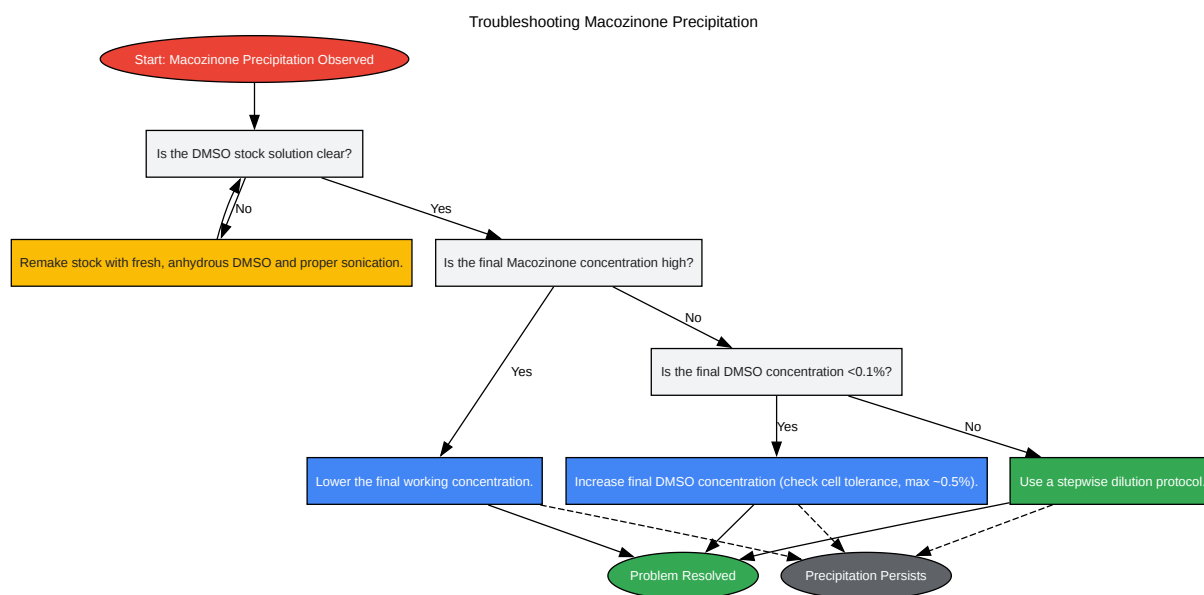 Troubleshooting Macozinone Precipitation
Start: Macozinone Precipitation Observed
Is the DMSO stock solution clear?
No
Yes
Remake stock with fresh, anhydrous DMSO and proper sonication.
Is the final Macozinone concentration high?
No
Yes
Is the final DMSO concentration <0.1%?
Yes
No
Lower the final working concentration.
Increase final DMSO concentration (check cell tolerance, max ~0.5%).
Use a stepwise dilution protocol.
Problem Resolved
Precipitation Persists